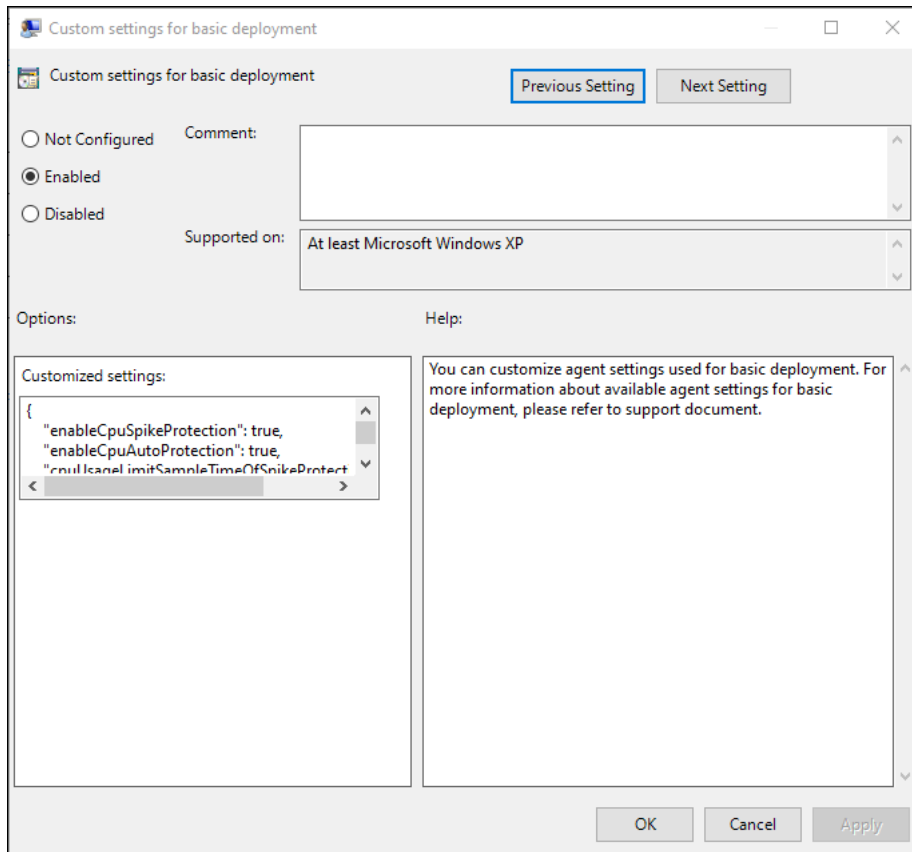 Custom settings for basic deployment
Custom settings for basic deployment
Previous Setting
Next Setting
Not Configured
Comment:
Enabled
Disabled
Supported on:
At least Microsoft Windows XP
Options:
Help:
Customized settings:
{
"enableCpuSpikeProtection": true,
"enableCpuAutoProtection": true,
"cpuUsageLimitSampleTimeOfSpikeProtect
You can customize agent settings used for basic deployment. For
more information about available agent settings for basic
deployment, please refer to support document.
OK
Cancel
Apply